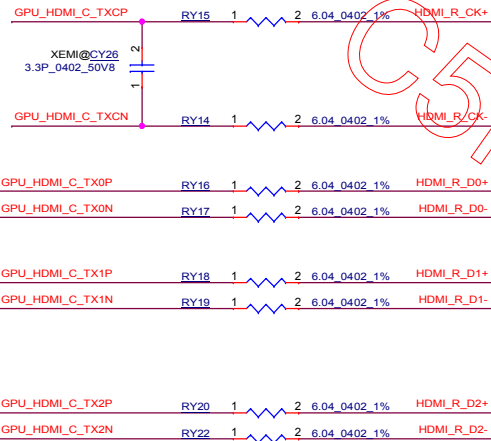 GPU_HDMI_C_TXCP RY15 1 2 6.04_0402_1% HDMI_R_CK+
XEMI@CY26 2
3.3P_0402_50V8
1
GPU_HDMI_C_TXCN RY14 1 2 6.04_0402_1% HDMI_R_CK-
GPU_HDMI_C_TX0P RY16 1 2 6.04_0402_1% HDMI_R_D0+
GPU_HDMI_C_TX0N RY17 1 2 6.04_0402_1% HDMI_R_D0-
GPU_HDMI_C_TX1P RY18 1 2 6.04_0402_1% HDMI_R_D1+
GPU_HDMI_C_TX1N RY19 1 2 6.04_0402_1% HDMI_R_D1-
GPU_HDMI_C_TX2P RY20 1 2 6.04_0402_1% HDMI_R_D2+
GPU_HDMI_C_TX2N RY22 1 2 6.04_0402_1% HDMI_R_D2-
C5